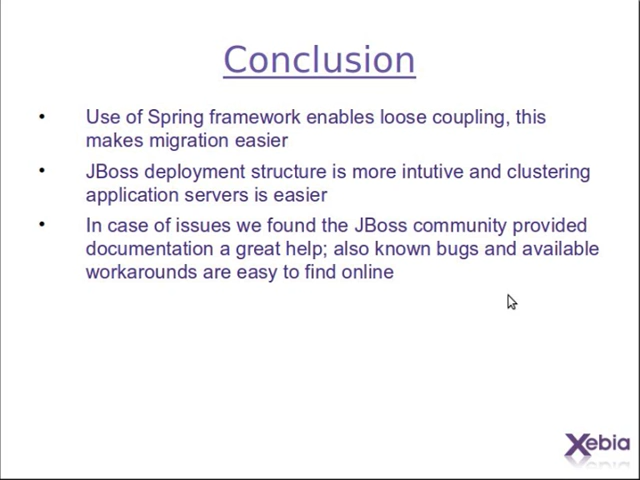 Conclusion
• Use of Spring framework enables loose coupling, this
makes migration easier
• JBoss deployment structure is more intutive and clustering
application servers is easier
• In case of issues we found the JBoss community provided
documentation a great help; also known bugs and available
workarounds are easy to find online
Xebia